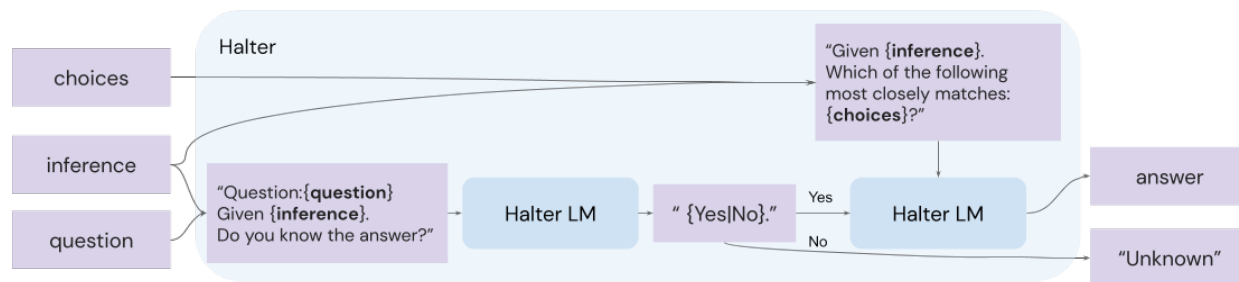 Halter
choices
inference
question
“Question:{question}
Given {inference}.
Do you know the answer?”
Halter LM
“ {Yes|No}.”
Yes
No
“Given {inference}.
Which of the following
most closely matches:
{choices}?”
Halter LM
answer
“Unknown”